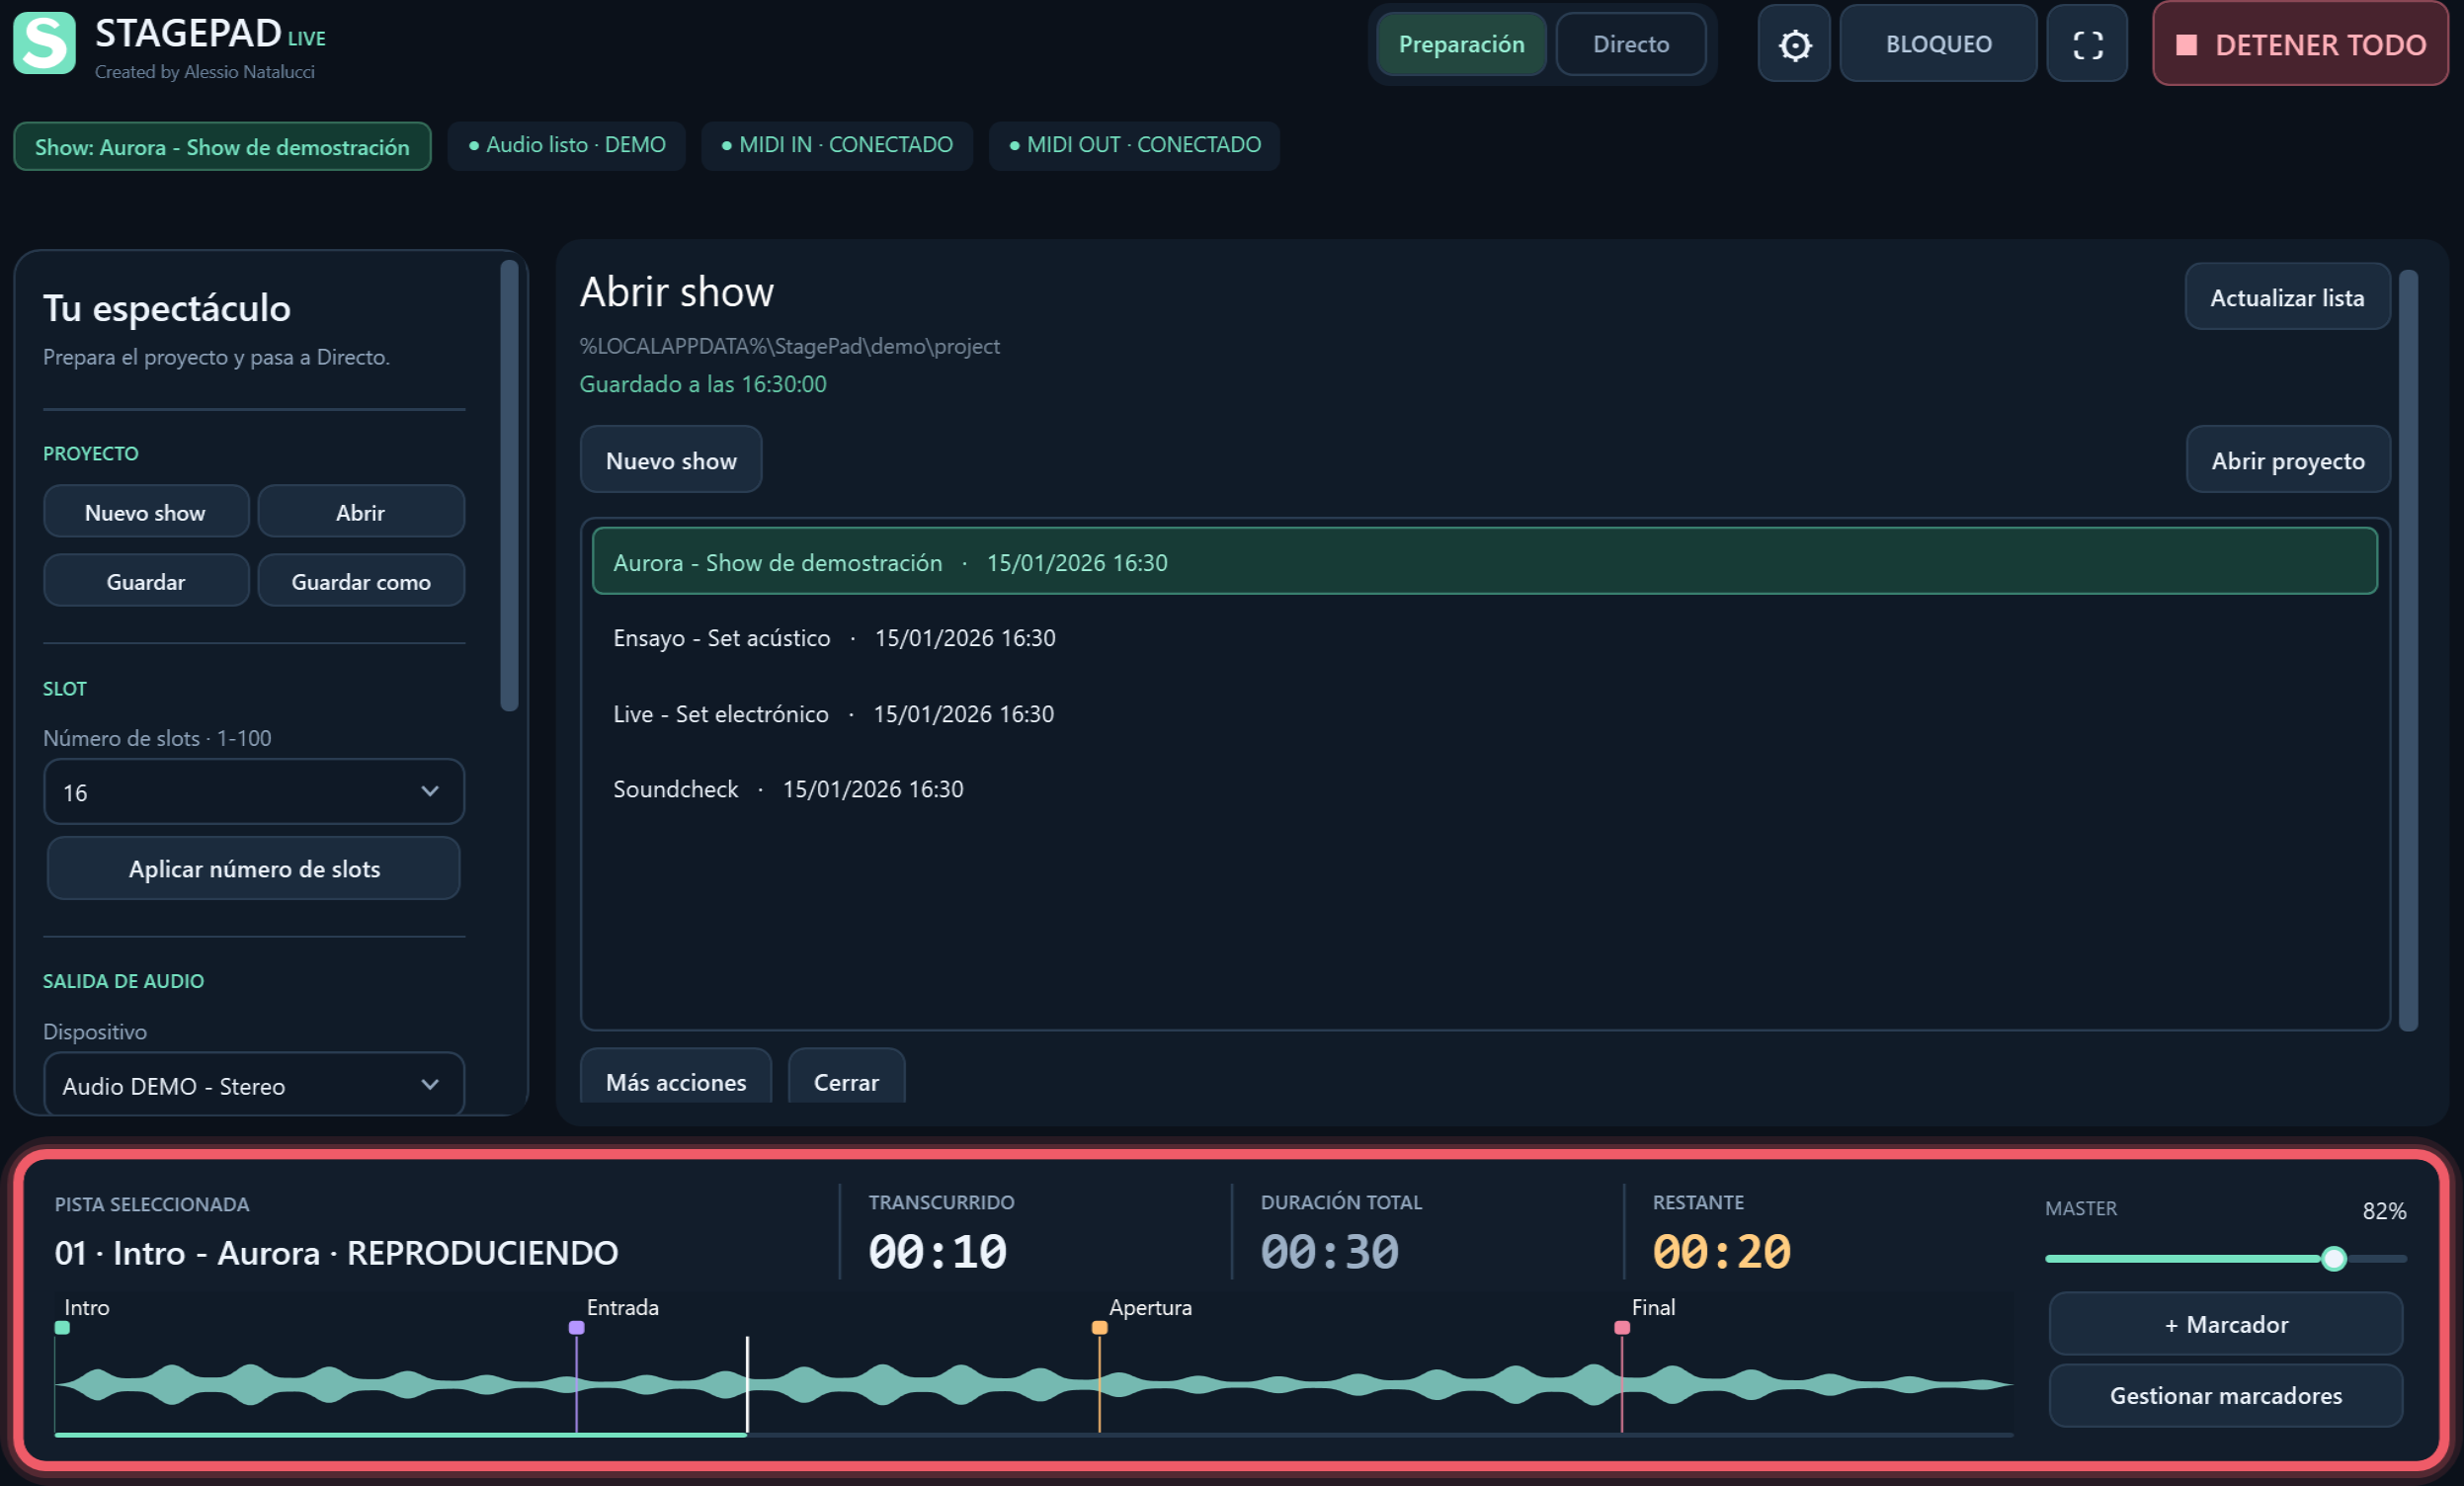 STAGEPAD LIVE
Created by Alessio Natalucci
Preparación
Directo
BLOQUEO
DETENER TODO
Show: Aurora - Show de demostración
● Audio listo · DEMO
● MIDI IN · CONECTADO
● MIDI OUT · CONECTADO
Tu espectáculo
Prepara el proyecto y pasa a Directo.
PROYECTO
Nuevo show
Abrir
Guardar
Guardar como
SLOT
Número de slots · 1-100
16
Aplicar número de slots
SALIDA DE AUDIO
Dispositivo
Audio DEMO - Stereo
Abrir show
Actualizar lista
%LOCALAPPDATA%\StagePad\demo\project
Guardado a las 16:30:00
Nuevo show
Abrir proyecto
Aurora - Show de demostración · 15/01/2026 16:30
Ensayo - Set acústico · 15/01/2026 16:30
Live - Set electrónico · 15/01/2026 16:30
Soundcheck · 15/01/2026 16:30
Más acciones
Cerrar
PISTA SELECCIONADA
01 · Intro - Aurora · REPRODUCIENDO
TRANSCURRIDO
00:10
DURACIÓN TOTAL
00:30
RESTANTE
00:20
MASTER
82%
Intro
Entrada
Apertura
Final
+ Marcador
Gestionar marcadores